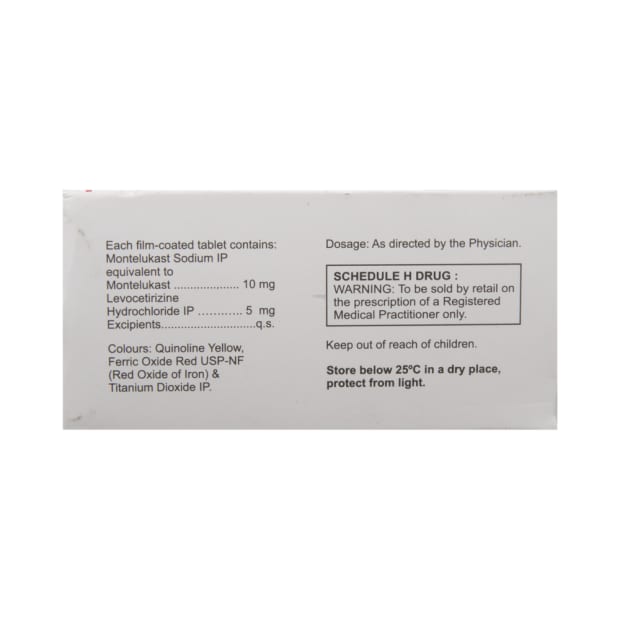 Each film-coated tablet contains:
Montelukast Sodium IP
equivalent to
Montelukast .................... 10 mg
Levocetirizine
Hydrochloride IP ............ 5 mg
Excipients............................q.s.
Colours: Quinoline Yellow,
Ferric Oxide Red USP-NF
(Red Oxide of Iron) &
Titanium Dioxide IP.
Dosage: As directed by the Physician.
SCHEDULE H DRUG :
WARNING: To be sold by retail on
the prescription of a Registered
Medical Practitioner only.
Keep out of reach of children.
Store below 25ºC in a dry place,
protect from light.